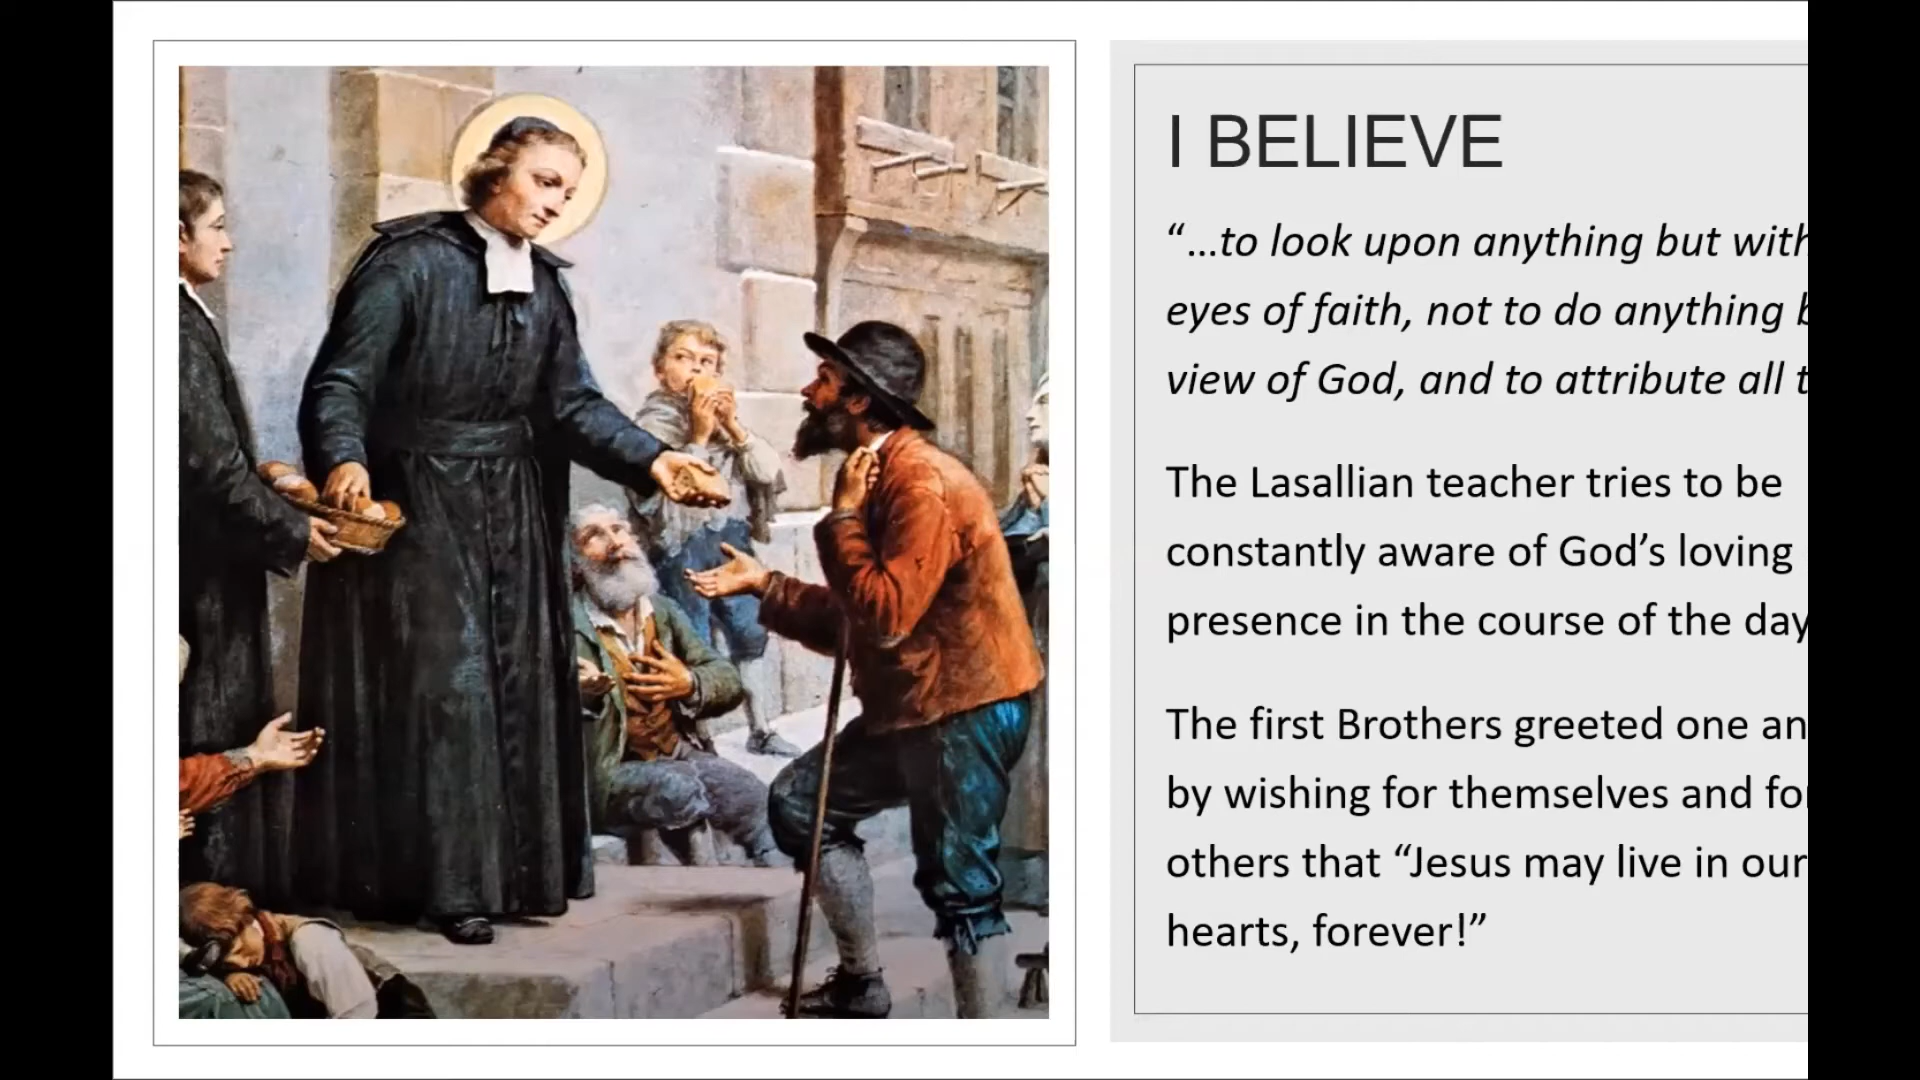 I BELIEVE
“...to look upon anything but with
eyes of faith, not to do anything
view of God, and to attribute all
The Lasallian teacher tries to be
constantly aware of God’s loving
presence in the course of the day
The first Brothers greeted one an
by wishing for themselves and for
others that “Jesus may live in our
hearts, forever!”